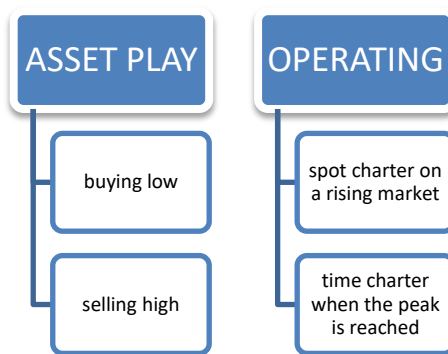 ASSET PLAY
buying low
selling high
OPERATING
spot charter on
a rising market
time charter
when the peak
is reached